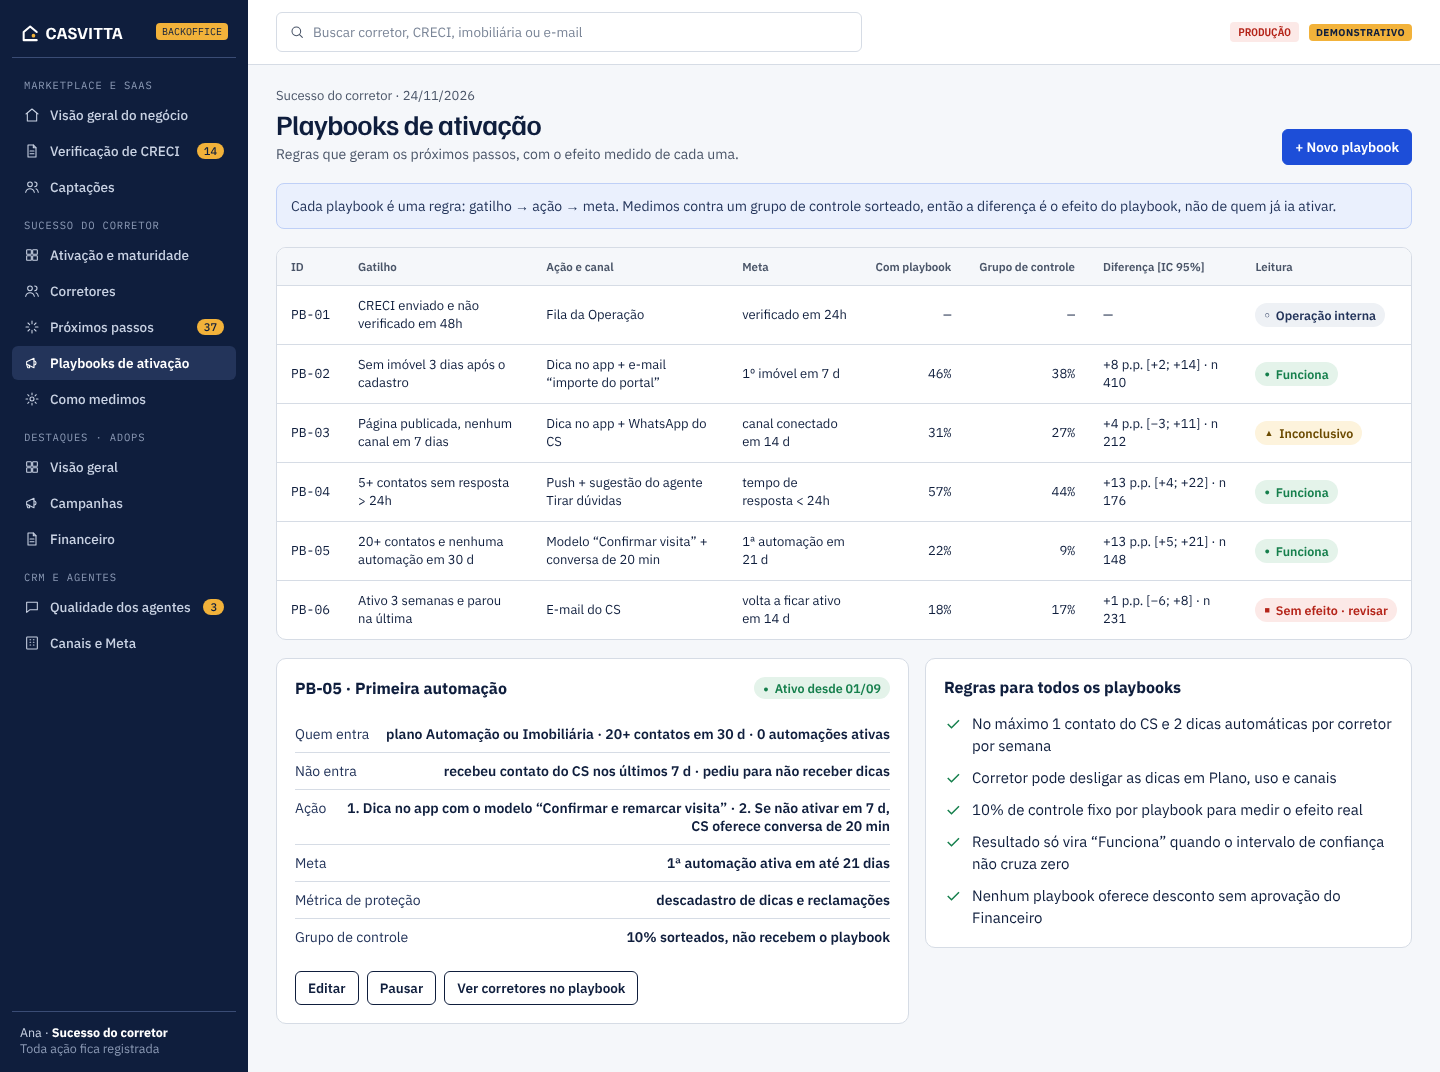 CASVITTA
BACKOFFICE
MARKETPLACE E SAAS
Visão geral do negócio
Verificação de CRECI 14
Captações
SUCESSO DO CORRETOR
Ativação e maturidade
Corretores
Próximos passos 37
Playbooks de ativação
Como medimos
DESTAQUES · ADOPS
Visão geral
Campanhas
Financeiro
CRM E AGENTES
Qualidade dos agentes 3
Canais e Meta
Ana · Sucesso do corretor
Toda ação fica registrada
Buscar corretor, CRECI, imobiliária ou e-mail
PRODUÇÃO
DEMONSTRATIVO
Sucesso do corretor · 24/11/2026
Playbooks de ativação
Regras que geram os próximos passos, com o efeito medido de cada uma.
+ Novo playbook
Cada playbook é uma regra: gatilho → ação → meta. Medimos contra um grupo de controle sorteado, então a diferença é o efeito do playbook, não de quem já ia ativar.
ID Gatilho Ação e canal Meta Com playbook Grupo de controle Diferença [IC 95%] Leitura
PB-01
CRECI enviado e não
verificado em 48h
Fila da Operação
verificado em 24h
— — —
Operação interna
PB-02
Sem imóvel 3 dias após o
cadastro
Dica no app + e-mail
“importe do portal”
1º imóvel em 7 d
46%
38%
+8 p.p. [+2; +14] · n
410
Funciona
PB-03
Página publicada, nenhum
canal em 7 dias
Dica no app + WhatsApp do
CS
canal conectado
em 14 d
31%
27%
+4 p.p. [−3; +11] · n
212
Inconclusivo
PB-04
5+ contatos sem resposta
> 24h
Push + sugestão do agente
Tirar dúvidas
tempo de
resposta < 24h
57%
44%
+13 p.p. [+4; +22] · n
176
Funciona
PB-05
20+ contatos e nenhuma
automação em 30 d
Modelo “Confirmar visita” +
conversa de 20 min
1ª automação em
21 d
22%
9%
+13 p.p. [+5; +21] · n
148
Funciona
PB-06
Ativo 3 semanas e parou
na última
E-mail do CS
volta a ficar ativo
em 14 d
18%
17%
+1 p.p. [−6; +8] · n
231
Sem efeito · revisar
PB-05 · Primeira automação
Ativo desde 01/09
Quem entra plano Automação ou Imobiliária · 20+ contatos em 30 d · 0 automações ativas
Não entra recebeu contato do CS nos últimos 7 d · pediu para não receber dicas
Ação 1. Dica no app com o modelo “Confirmar e remarcar visita” · 2. Se não ativar em 7 d,
CS oferece conversa de 20 min
Meta 1ª automação ativa em até 21 dias
Métrica de proteção descadastro de dicas e reclamações
Grupo de controle 10% sorteados, não recebem o playbook
Editar
Pausar
Ver corretores no playbook
Regras para todos os playbooks
No máximo 1 contato do CS e 2 dicas automáticas por corretor
por semana
Corretor pode desligar as dicas em Plano, uso e canais
10% de controle fixo por playbook para medir o efeito real
Resultado só vira “Funciona” quando o intervalo de confiança
não cruza zero
Nenhum playbook oferece desconto sem aprovação do
Financeiro